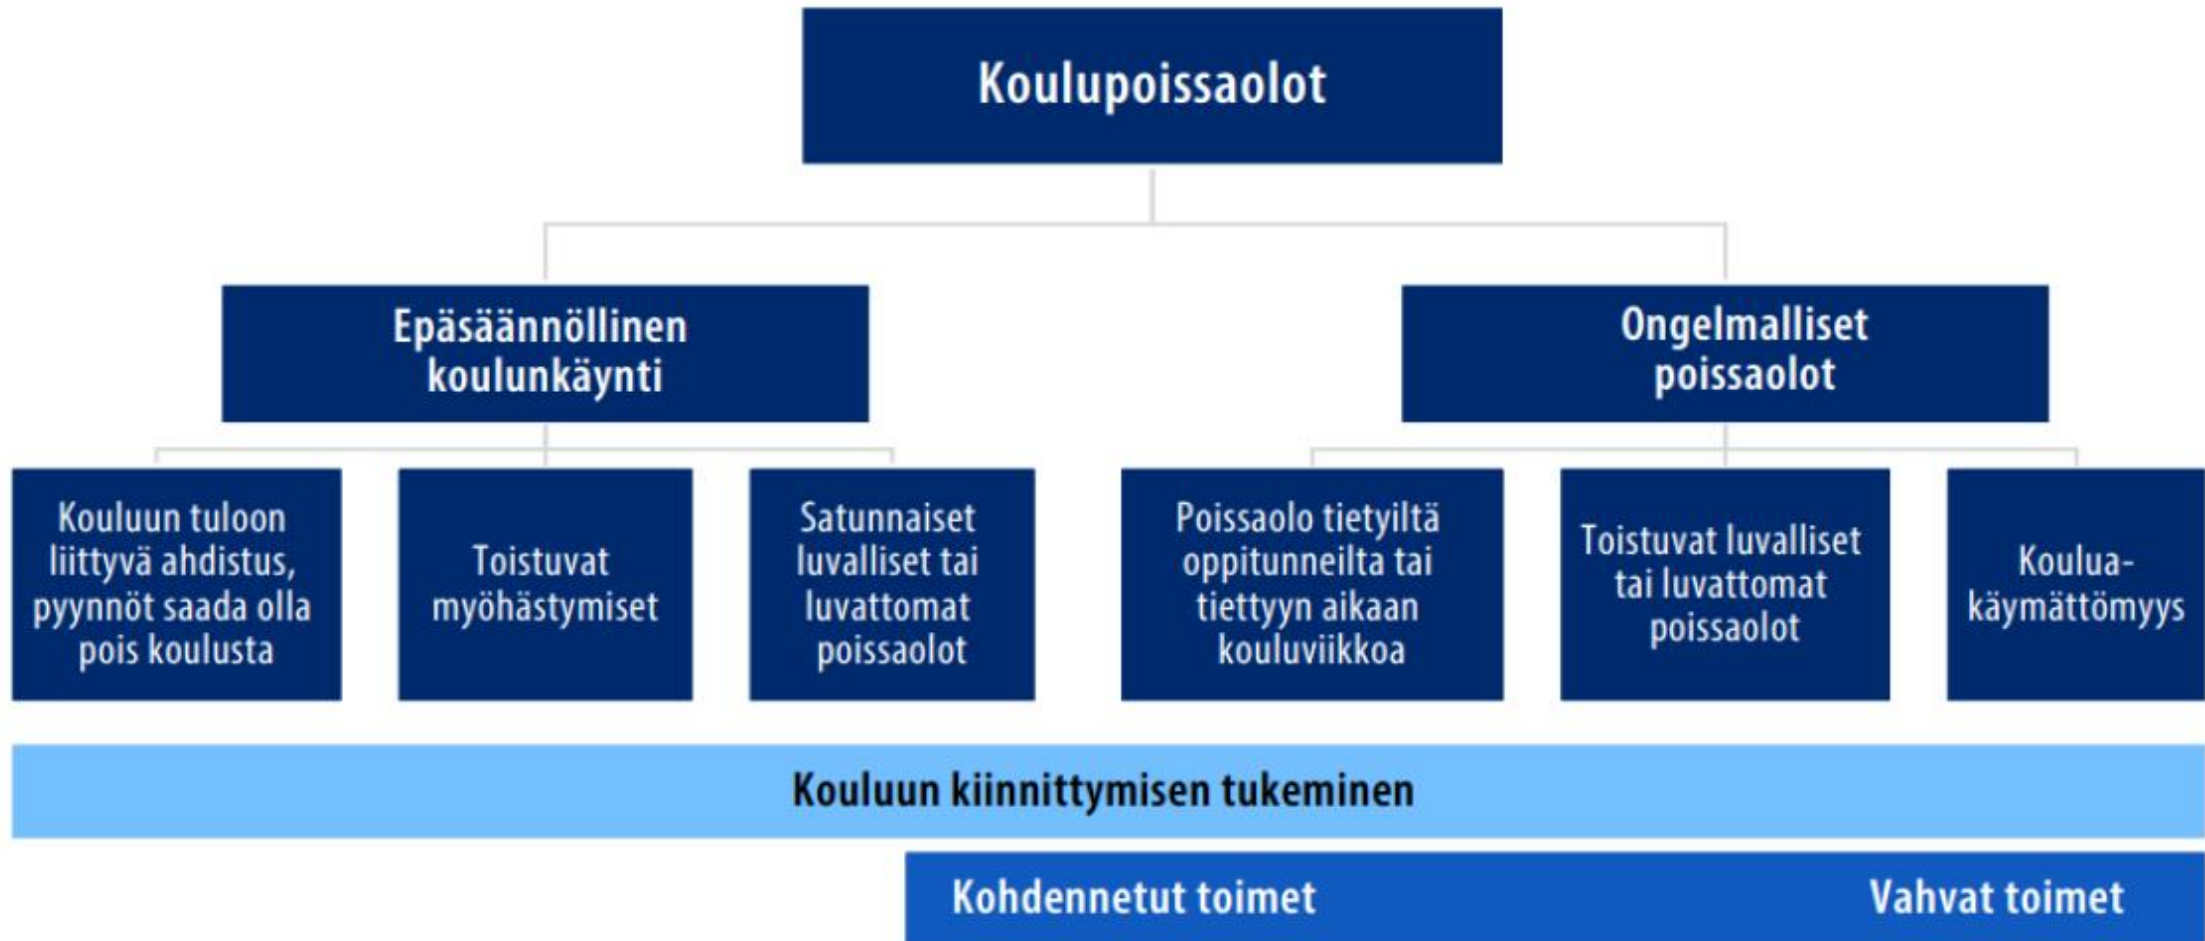 Koulupoissaolot
Epäsäännöllinen
koulunkäynti
Ongelmalliset
poissaolot
Kouluun tuloon
liittyvä ahdistus,
pyynnöt saada olla
pois koulusta
Toistuvat
myöhästymiset
Satunnaiset
luvalliset tai
luvattomat
poissaolot
Poissaolo tietyiltä
oppitunneilta tai
tiettyyn aikaan
kouluviikkoa
Toistuvat luvalliset
tai luvattomat
poissaolot
Koulua-
käymättömyys
Kouluun kiinnittymisen tukeminen
Kohdennetut toimet
Vahvat toimet